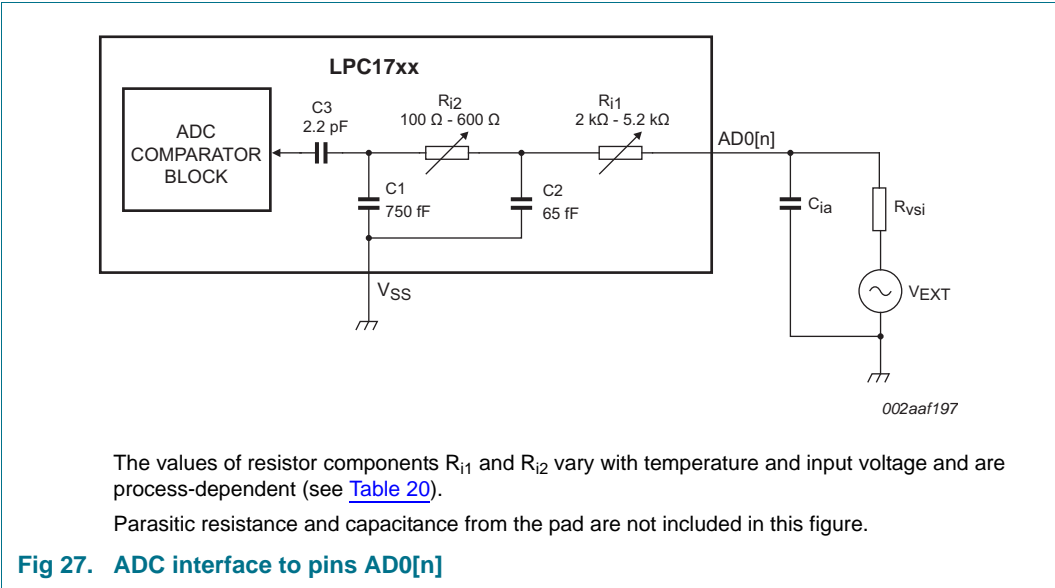 LPC17xx
ADC
COMPARATOR
BLOCK
C3
2.2 pF
Ri2
100 Ω - 600 Ω
Ri1
2 kΩ - 5.2 kΩ
AD0[n]
C1
750 fF
C2
65 fF
Cia
Rvsi
VSS
VEXT
002aaf197
The values of resistor components Ri1 and Ri2 vary with temperature and input voltage and are
process-dependent (see Table 20).
Parasitic resistance and capacitance from the pad are not included in this figure.
Fig 27. ADC interface to pins AD0[n]